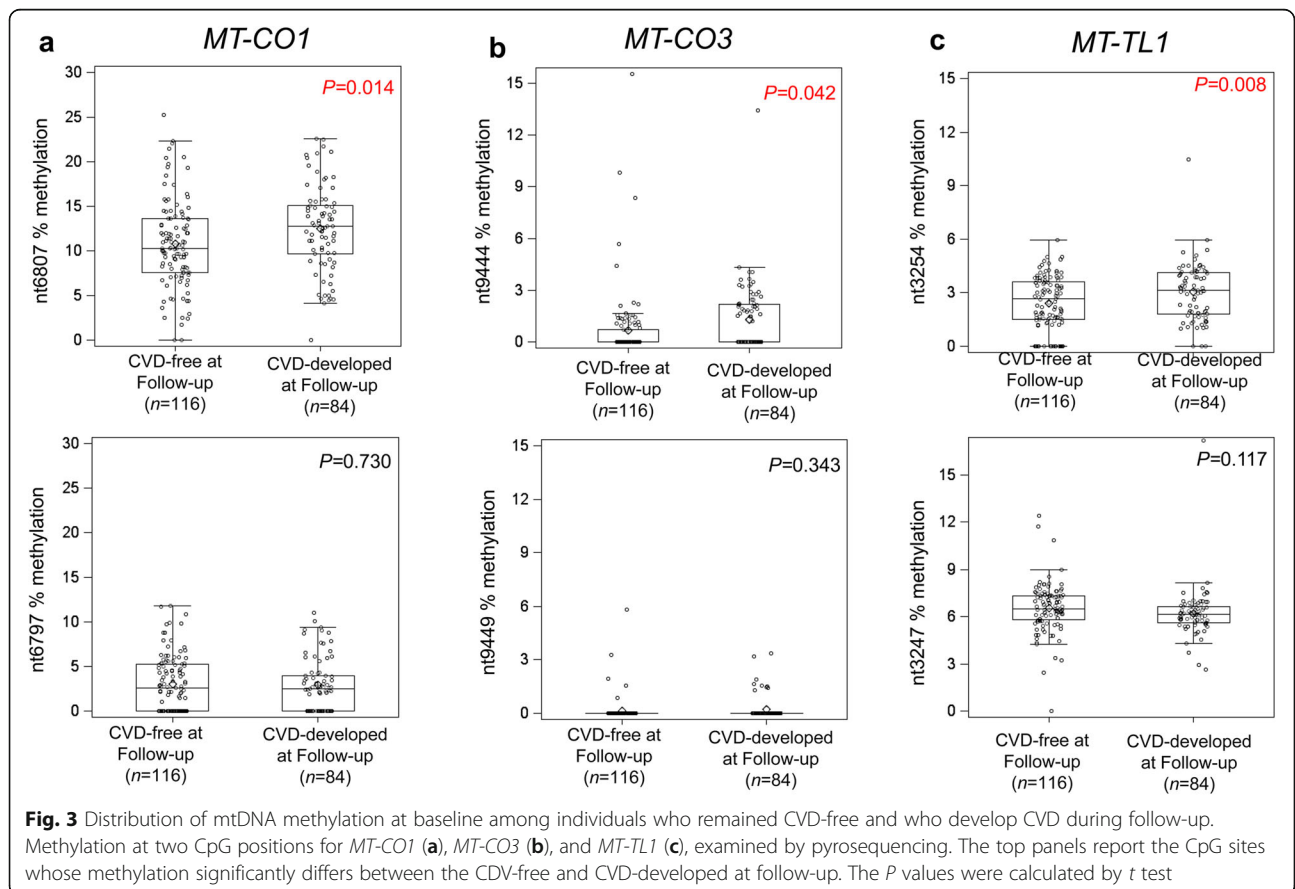 a
MT-CO1
30
25
20
15
10
5
0
nt6807 % methylation
P=0.014
CVD-free at
Follow-up
(n=116)
CVD-developed
at Follow-up
(n=84)
30
25
20
15
10
5
0
nt6797 % methylation
P=0.730
CVD-free at
Follow-up
(n=116)
CVD-developed
at Follow-up
(n=84)
b
MT-CO3
15
12
9
6
3
0
nt9444 % methylation
P=0.042
CVD-free at
Follow-up
(n=116)
CVD-developed
at Follow-up
(n=84)
15
12
9
6
3
0
nt9449 % methylation
P=0.343
CVD-free at
Follow-up
(n=116)
CVD-developed
at Follow-up
(n=84)
c
MT-TL1
15
12
9
6
3
0
nt3254 % methylation
P=0.008
CVD-free at
Follow-up
(n=116)
CVD-developed
at Follow-up
(n=84)
15
12
9
6
3
0
nt3247 % methylation
P=0.117
CVD-free at
Follow-up
(n=116)
CVD-developed
at Follow-up
(n=84)
Fig. 3 Distribution of mtDNA methylation at baseline among individuals who remained CVD-free and who develop CVD during follow-up.
Methylation at two CpG positions for MT-CO1 (a), MT-CO3 (b), and MT-TL1 (c), examined by pyrosequencing. The top panels report the CpG sites
whose methylation significantly differs between the CDV-free and CVD-developed at follow-up. The P values were calculated by t test